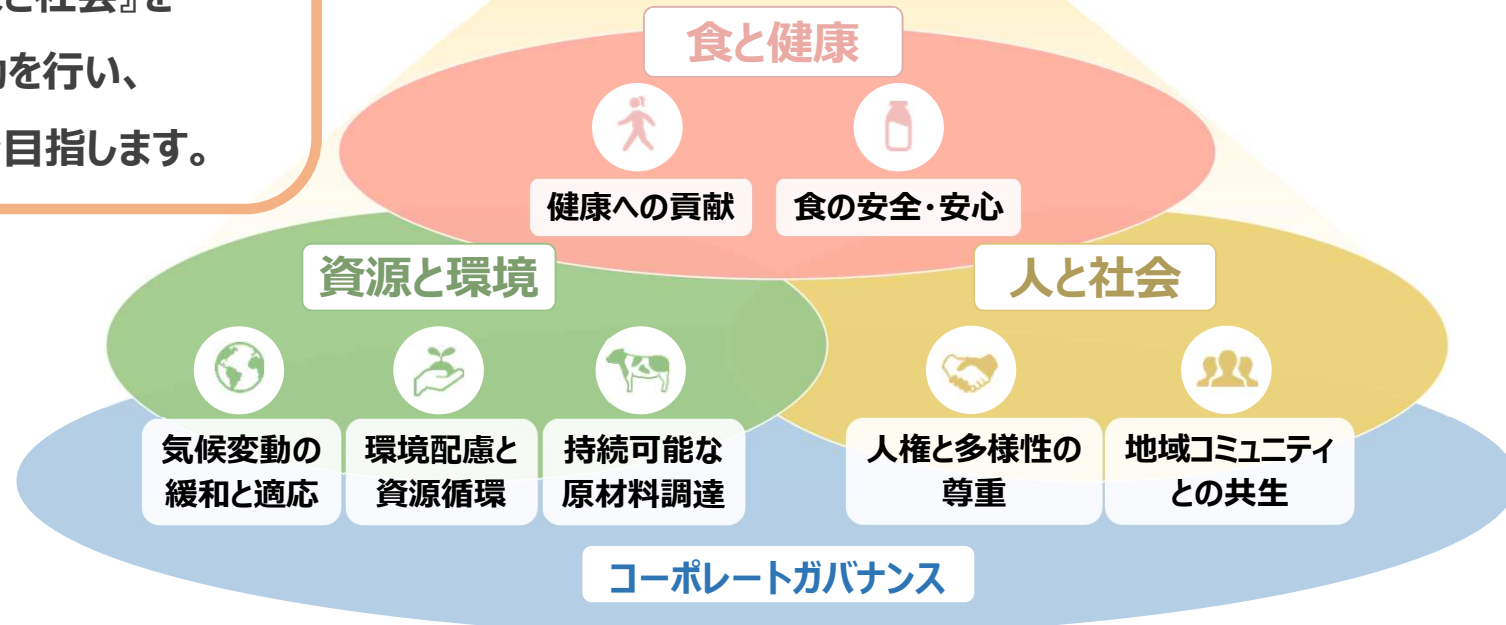 と社会』を
を行い、
目指します。
食と健康
健康への貢献
食の安全・安心
資源と環境
人と社会
気候変動の
緩和と適応
環境配慮と
資源循環
持続可能な
原材料調達
人権と多様性の
尊重
地域コミュニティ
との共生
コーポレートガバナンス